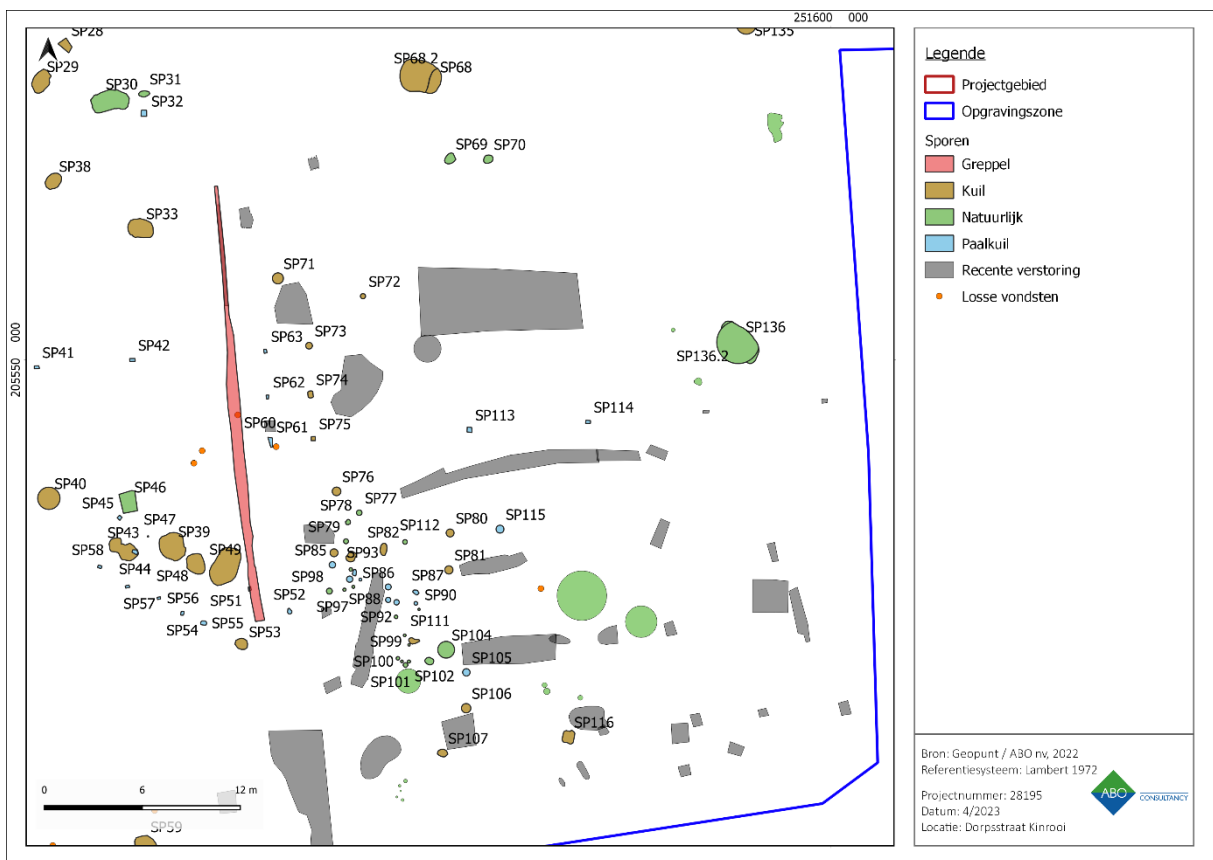 251600 000
205550 000
SP28
SP135
SP29
SP68.2
SP68
SP31
SP30
SP32
SP69
SP70
SP38
SP33
SP71
SP72
SP63
SP73
SP136
SP41
SP42
SP136.2
SP62
SP74
SP60
SP61
SP75
SP113
SP114
SP40
SP46
SP76
SP45
SP77
SP78
SP47
SP43
SP39
SP79
SP112
SP80
SP115
SP82
SP58
SP49
SP85
SP93
SP81
SP44
SP48
SP98
SP86
SP87
SP57
SP56
SP51
SP52
SP97
SP88
SP90
SP54
SP55
SP53
SP92
SP111
SP99
SP104
SP100
SP105
SP101
SP102
SP106
SP107
SP116
SP59
0
6
12 m
Legende
Projectgebied
Opgravingszone
Sporen
Greppel
Kuil
Natuurlijk
Paalkuil
Recente verstoring
Losse vondsten
Bron: Geopunt / ABO nv, 2022
Referentiesysteem: Lambert 1972
Projectnummer: 28195
Datum: 4/2023
Locatie: Dorpsstraat Kinrooi
ABO
CONSULTANCY